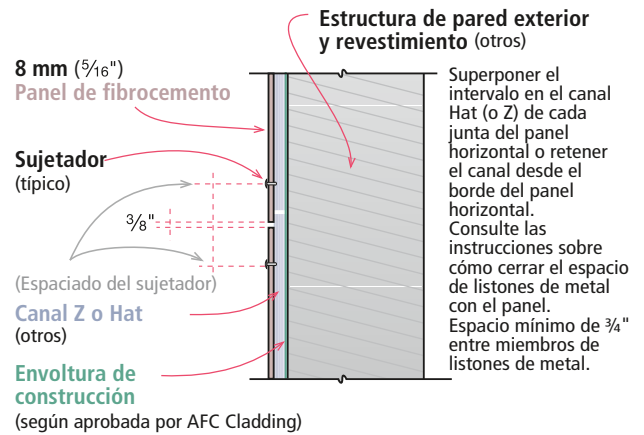 Estructura de pared exterior
y revestimiento (otros)
8 mm (5⁄16")
Panel de fibrocemento
Sujetador
(típico)
3⁄8"
(Espaciado del sujetador)
Canal Z o Hat
(otros)
Envoltura de
construcción
(según aprobada por AFC Cladding)
Superponer el
intervalo en el canal
Hat (o Z) de cada
junta del panel
horizontal o retener
el canal desde el
borde del panel
horizontal.
Consulte las
instrucciones sobre
cómo cerrar el espacio
de listones de metal
con el panel.
Espacio mínimo de ¾"
entre miembros de
listones de metal.